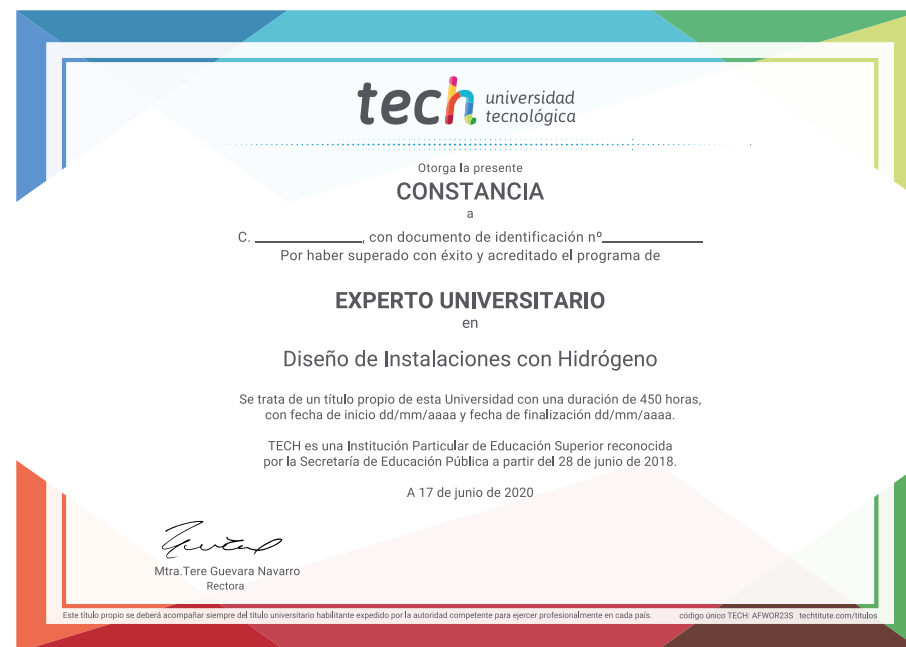 tech universidad
tecnológica
Otorga la presente
CONSTANCIA
a
C. ______________, con documento de identificación nº_____________
Por haber superado con éxito y acreditado el programa de
EXPERTO UNIVERSITARIO
en
Diseño de Instalaciones con Hidrógeno
Se trata de un título propio de esta Universidad con una duración de 450 horas,
con fecha de inicio dd/mm/aaaa y fecha de finalización dd/mm/aaaa.
TECH es una Institución Particular de Educación Superior reconocida
por la Secretaría de Educación Pública a partir del 28 de junio de 2018.
A 17 de junio de 2020
Mtra.Tere Guevara Navarro
Rectora
Este título propio se deberá acompañar siempre del título universitario habilitante expedido por la autoridad competente para ejercer profesionalmente en cada país. código único TECH: AFWOR23S techtitute.com/titulos